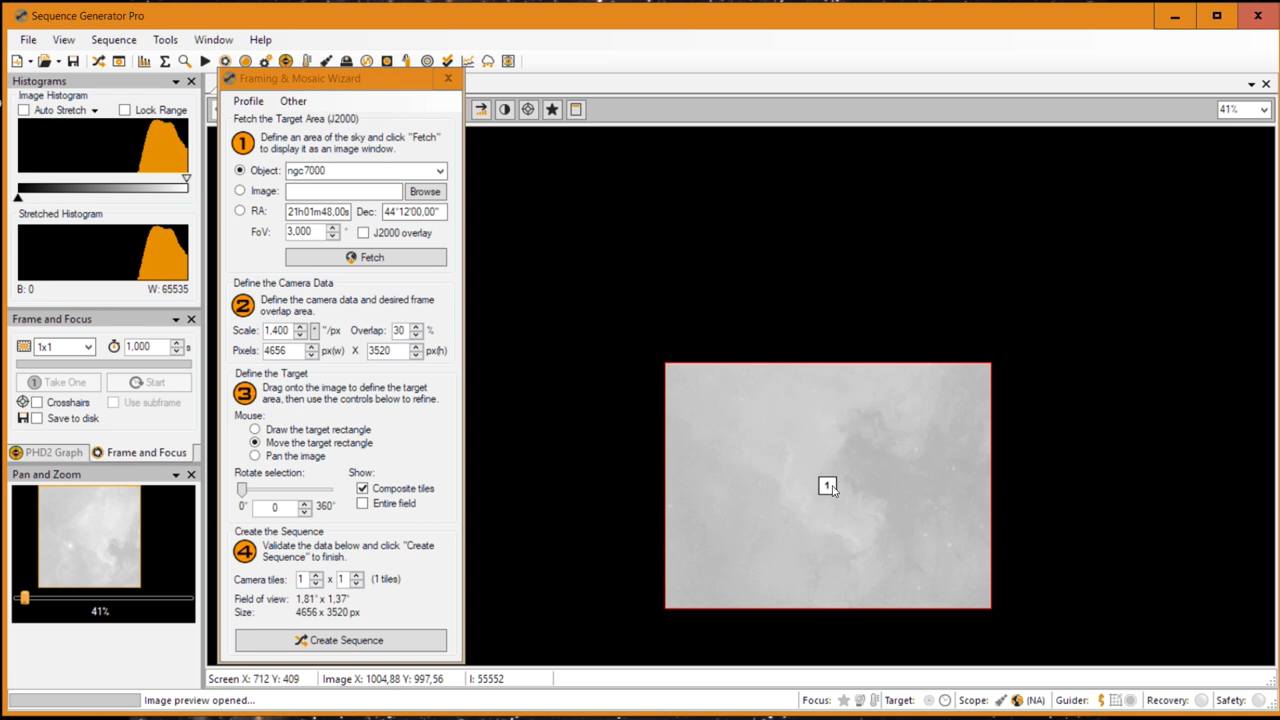 Sequence Generator Pro
File View Sequence Tools Window Help
Histograms
Image Histogram
Auto Stretch Lock Range
Stretched Histogram
B: 0 W: 65535
Frame and Focus
1x1 1,000 s
1 Take One Start
Crosshairs Use subframe
Save to disk
PHD2 Graph Frame and Focus
Pan and Zoom
41%
Framing & Mosaic Wizard
Profile Other
Fetch the Target Area (J2000)
1 Define an area of the sky and click "Fetch"
to display it as an image window.
Object: ngc7000
Image: Browse
RA: 21h01m48,00s Dec: 44°12'00,00"
FoV: 3,000 ° J2000 overlay
Fetch
Define the Camera Data
2 Define the camera data and desired frame
overlap area.
Scale: 1,400 * "/px Overlap: 30 %
Pixels: 4656 px(w) X 3520 px(h)
Define the Target
3 Drag onto the image to define the target
area, then use the controls below to refine.
Mouse:
Draw the target rectangle
Move the target rectangle
Pan the image
Rotate selection: Show:
Composite tiles
0° 0 360° Entire field
Create the Sequence
4 Validate the data below and click "Create
Sequence" to finish.
Camera tiles: 1 x 1 (1 tiles)
Field of view: 1,81° x 1,37°
Size: 4656 x 3520 px
Create Sequence
41%
1
Screen X: 712 Y: 409 Image X: 1004,88 Y: 997,56 I: 55552
Image preview opened... Focus: Target: Scope: (NA) Guider: Recovery: Safety: